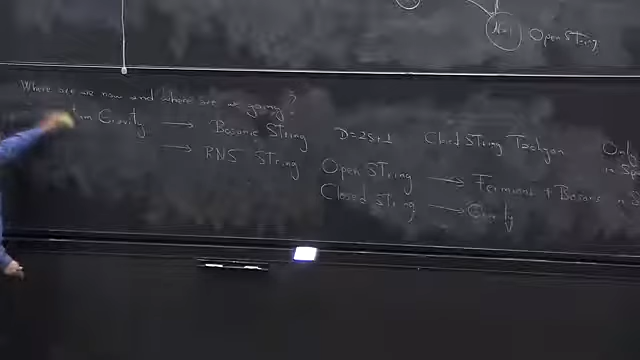 N=1 Open String
Where are we now and where are we going?
Gravity → Bosonic String D=25+1 Closed String Tachyon Only
→ RNS String Open String → Fermions + Bosons
Closed String →